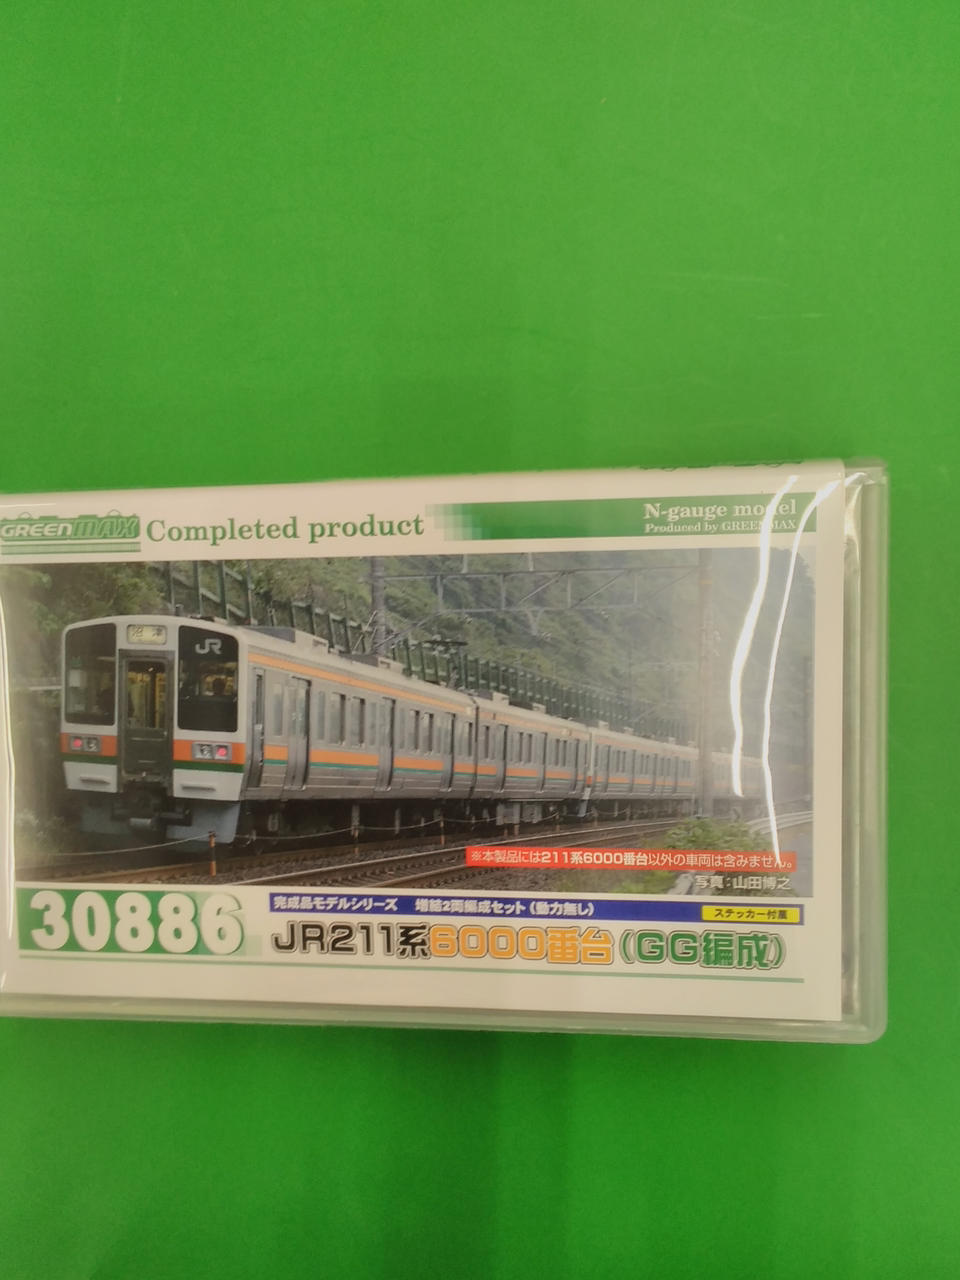 GREENMAX Completed product
N-gauge model
Produced by GREENMAX
沼津
JR
※本製品には211系6000番台以外の車両は含みません。
写真：山田博之
30886
完成品モデルシリーズ 増結2両編成セット（動力無し）
ステッカー付属
JR211系6000番台（GG編成）